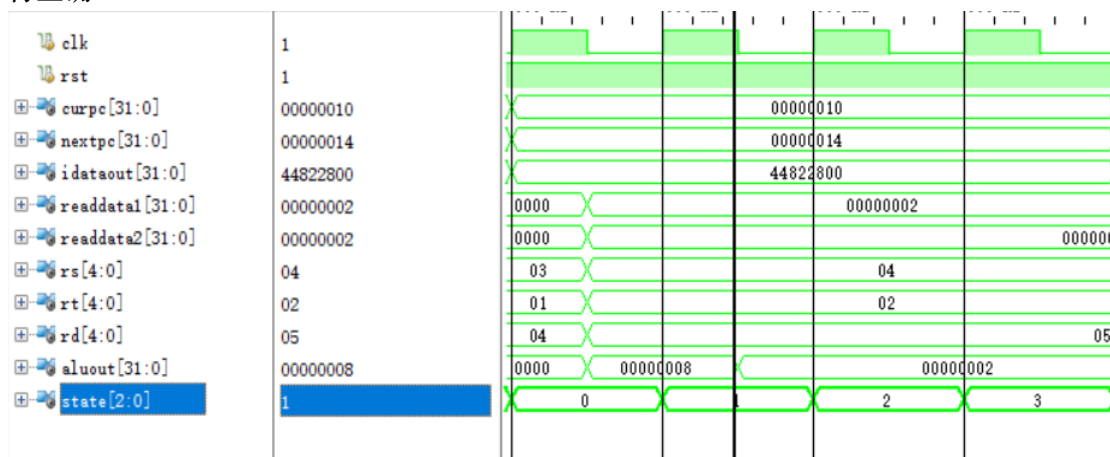 clk 1
rst 1
curpc[31:0] 00000010 00000010
nextpc[31:0] 00000014 00000014
idataout[31:0] 44822800 44822800
readdata1[31:0] 00000002 0000 00000002
readdata2[31:0] 00000002 0000 000000
rs[4:0] 04 03 04
rt[4:0] 02 01 02
rd[4:0] 05 04 05
aluout[31:0] 00000008 0000 00000008 00000002
state[2:0] 1 0 1 2 3